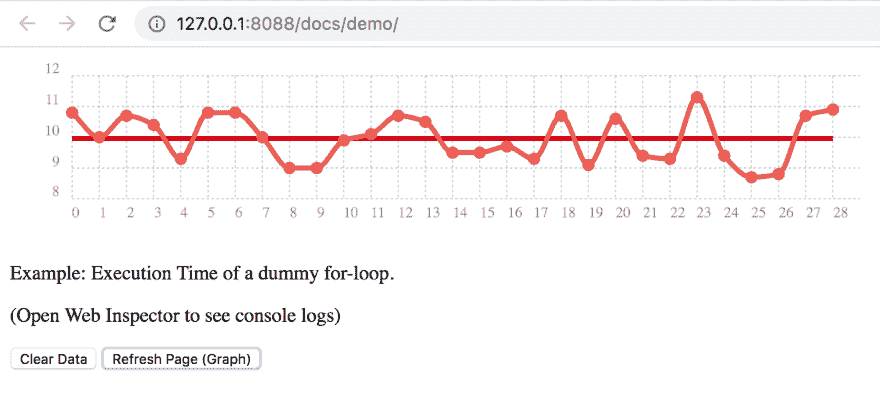 127.0.0.1:8088/docs/demo/
12
11
10
9
8
0 1 2 3 4 5 6 7 8 9 10 11 12 13 14 15 16 17 18 19 20 21 22 23 24 25 26 27 28
Example: Execution Time of a dummy for-loop.
(Open Web Inspector to see console logs)
Clear Data Refresh Page (Graph)